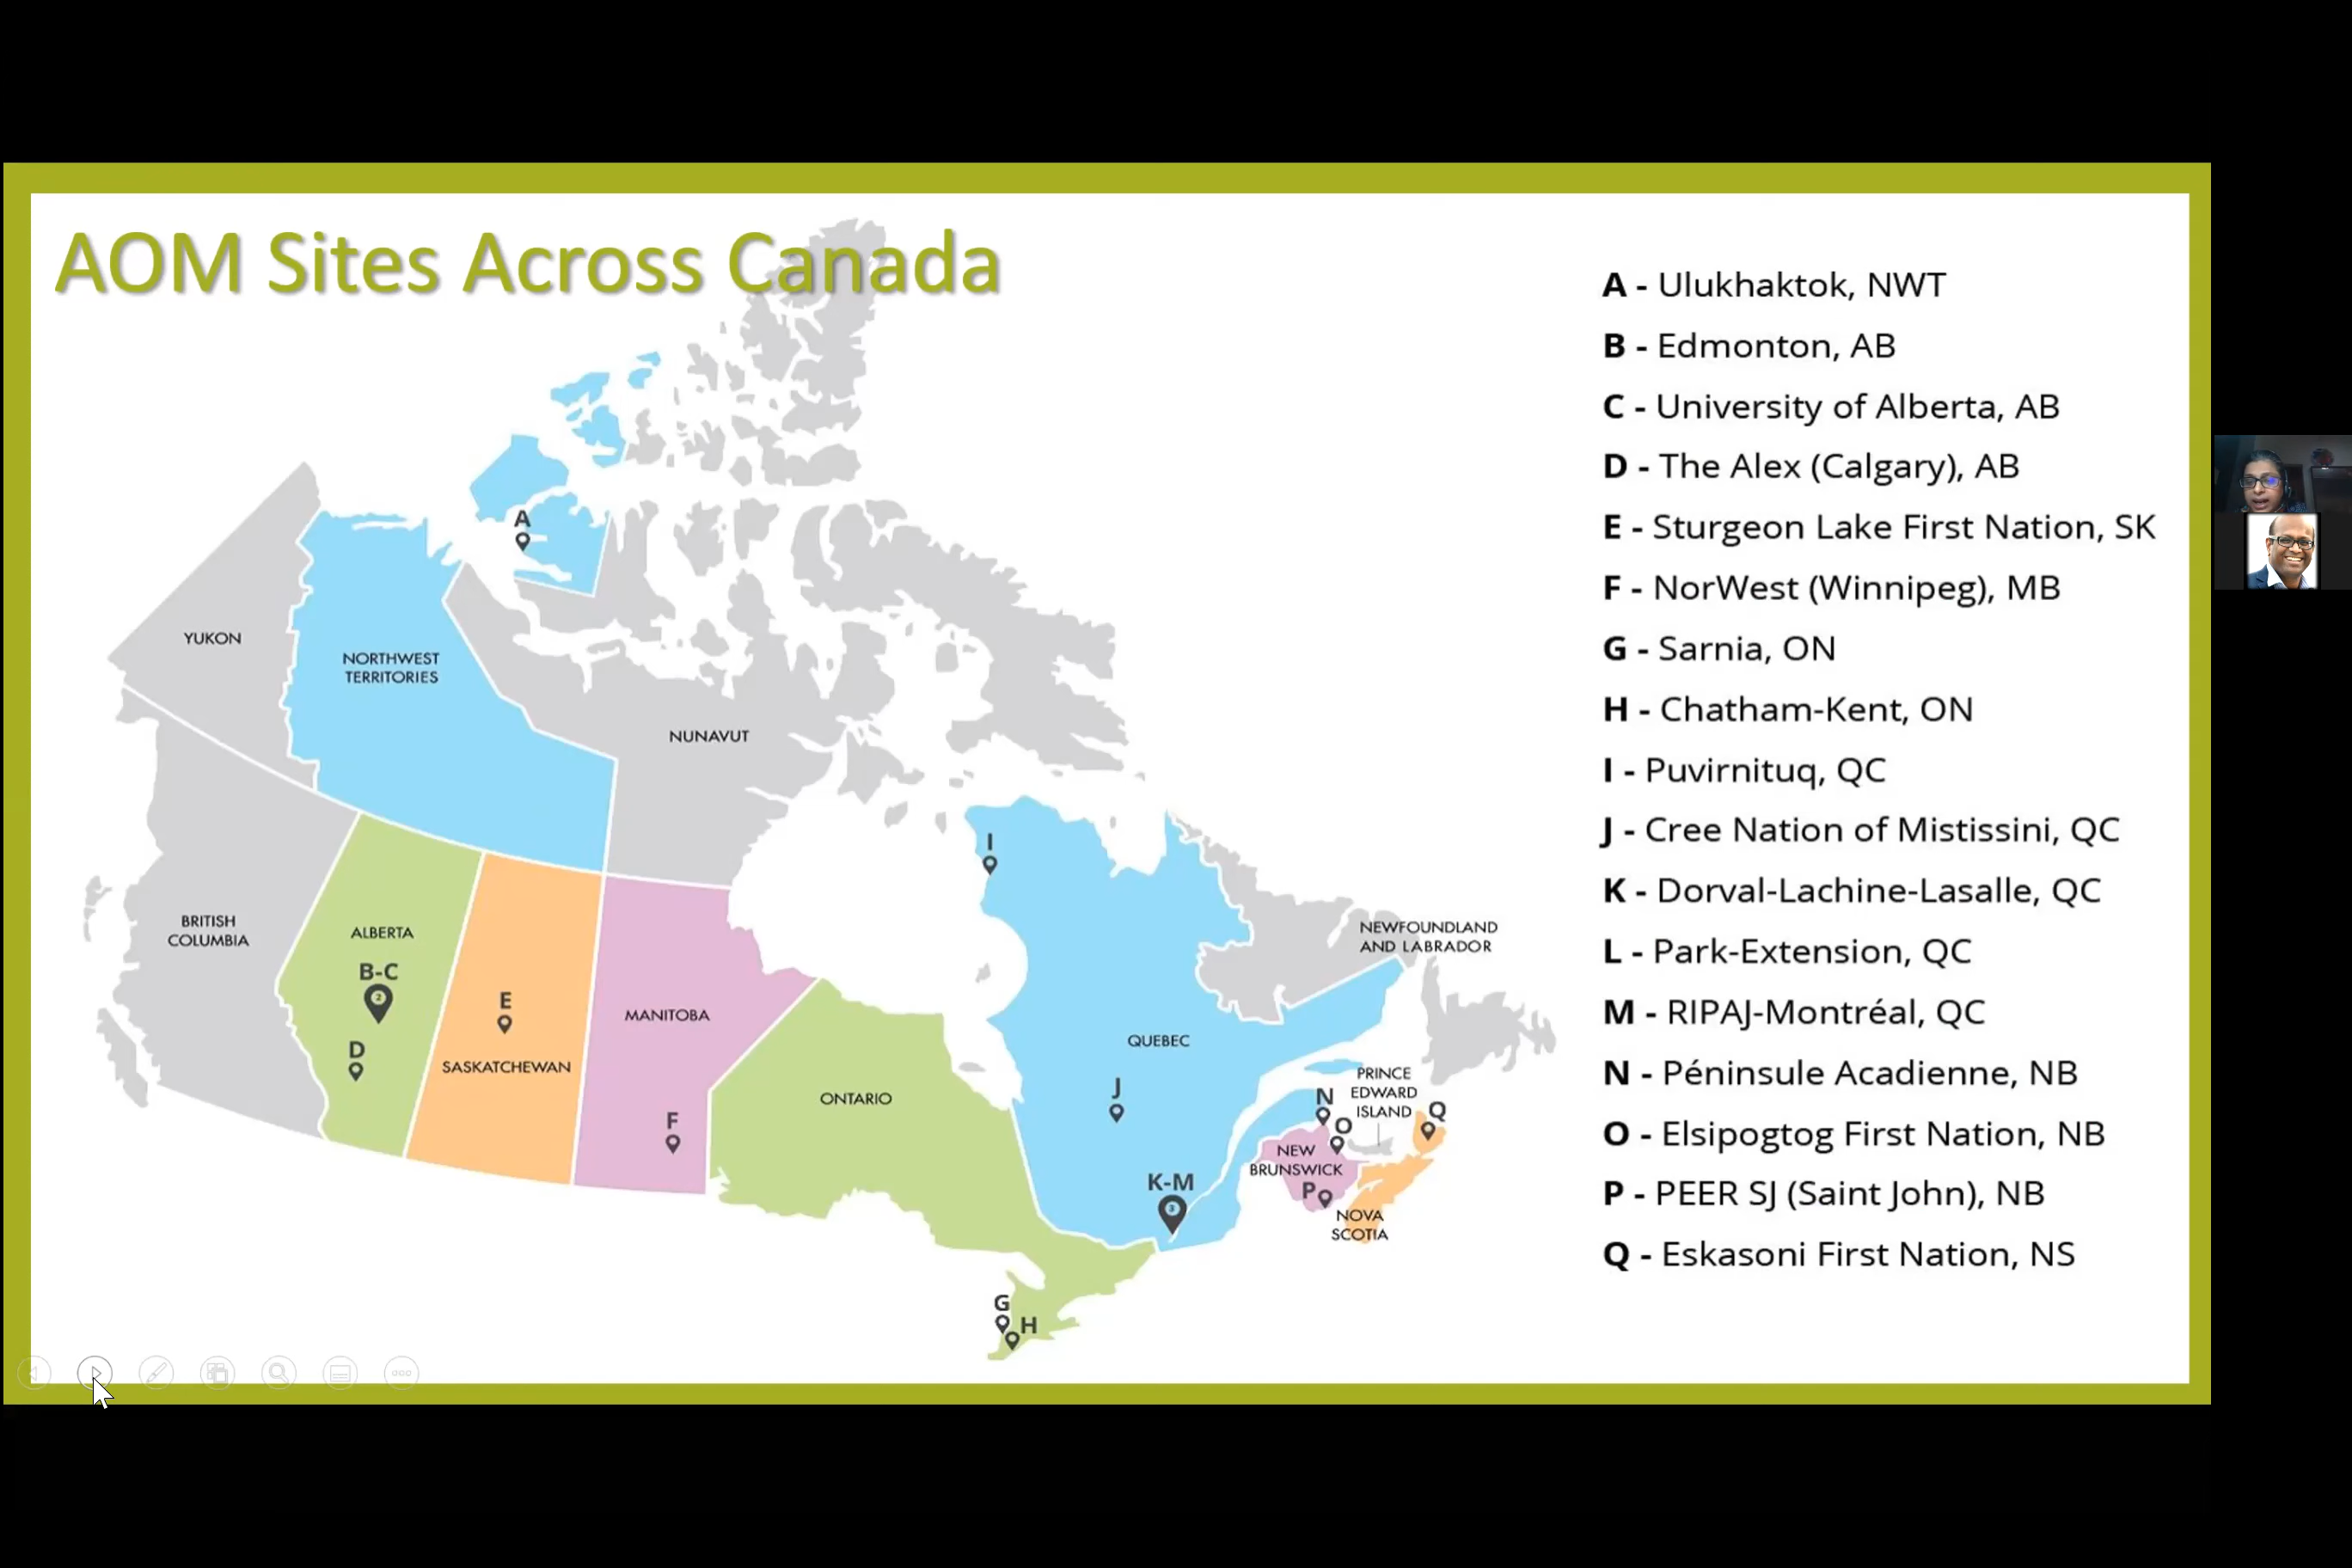 AOM Sites Across Canada
A - Ulukhaktok, NWT
B - Edmonton, AB
C - University of Alberta, AB
D - The Alex (Calgary), AB
E - Sturgeon Lake First Nation, SK
F - NorWest (Winnipeg), MB
G - Sarnia, ON
H - Chatham-Kent, ON
I - Puvirnituq, QC
J - Cree Nation of Mistissini, QC
K - Dorval-Lachine-Lasalle, QC
L - Park-Extension, QC
M - RIPAJ-Montréal, QC
N - Péninsule Acadienne, NB
O - Elsipogtog First Nation, NB
P - PEER SJ (Saint John), NB
Q - Eskasoni First Nation, NS
A
YUKON
NORTHWEST
TERRITORIES
NUNAVUT
BRITISH
COLUMBIA
ALBERTA
B-C
2
D
E
SASKATCHEWAN
MANITOBA
F
ONTARIO
G
H
I
QUEBEC
J
K-M
3
NEWFOUNDLAND
AND LABRADOR
PRINCE
EDWARD
ISLAND
N
O
Q
NEW
BRUNSWICK
P
NOVA
SCOTIA